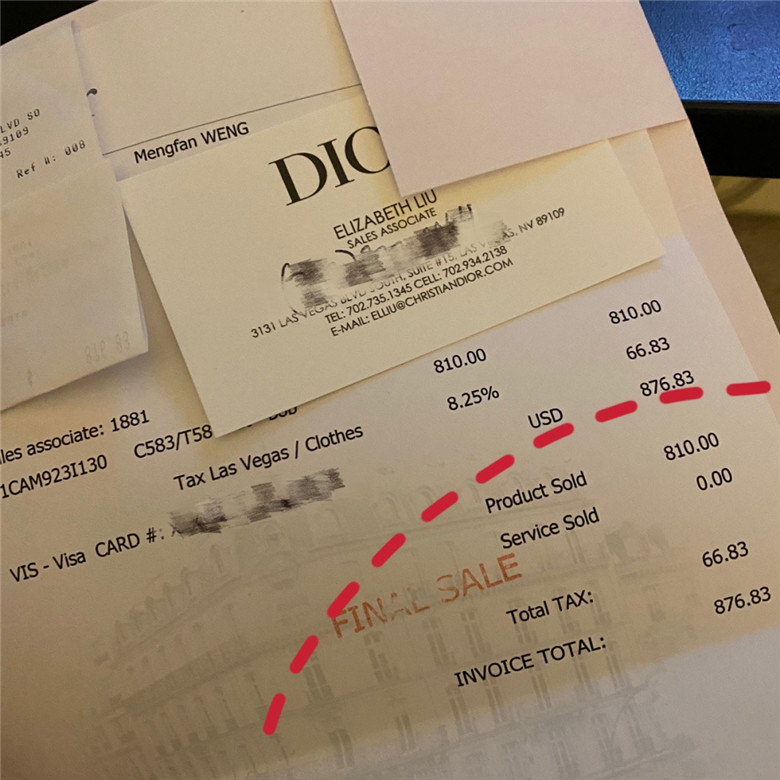 LVD SO
Ref #: 008
Mengfan WENG
DIO
ELIZABETH LIU
SALES ASSOCIATE
3131 LAS VEGAS BLVD SOUTH, SUITE #15, LAS VEGAS, NV 89109
TEL: 702.735.1345 CELL: 702.934.2138
E-MAIL: ELLIU@CHRISTIANDIOR.COM
les associate: 1881
1CAM923I130 C583/T58 810.00 810.00
Tax Las Vegas / Clothes 8.25% 66.83
USD 876.83
VIS - Visa CARD #:
Product Sold 810.00
Service Sold 0.00
FINAL SALE
Total TAX: 66.83
INVOICE TOTAL: 876.83